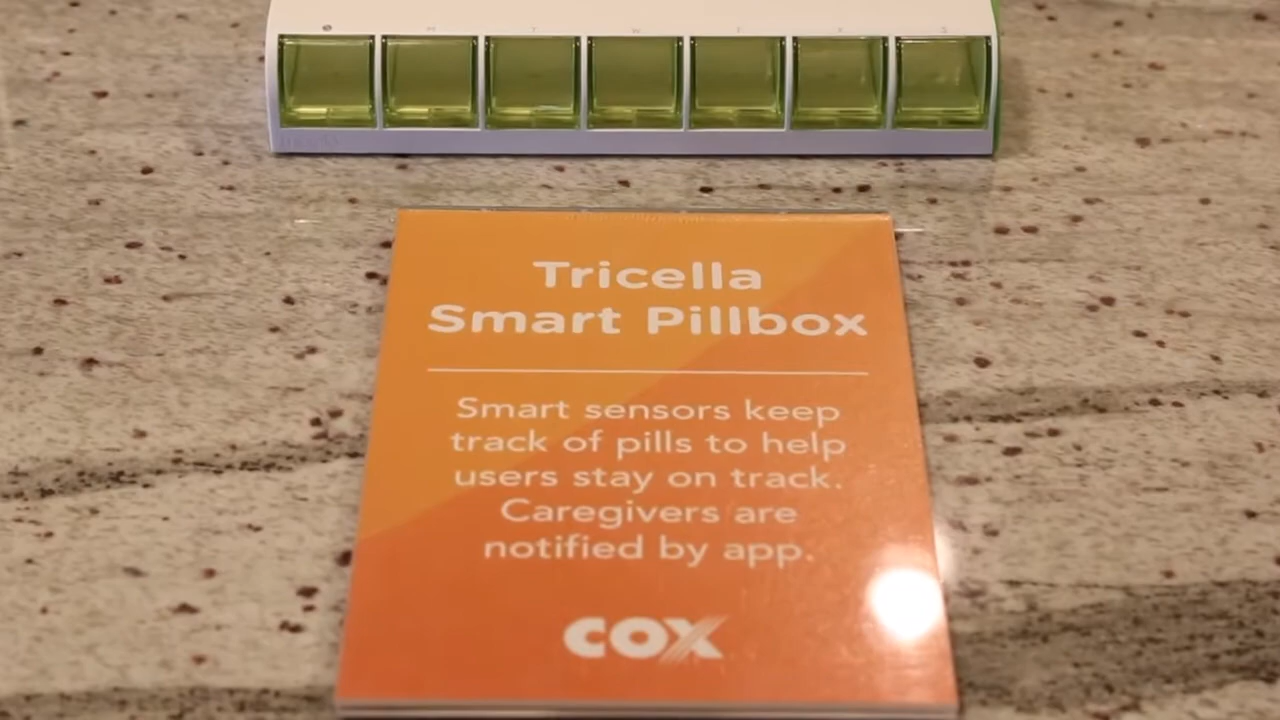 M T W T F S
Tricella
Smart Pillbox
Smart sensors keep
track of pills to help
users stay on track.
Caregivers are
notified by app.
COX